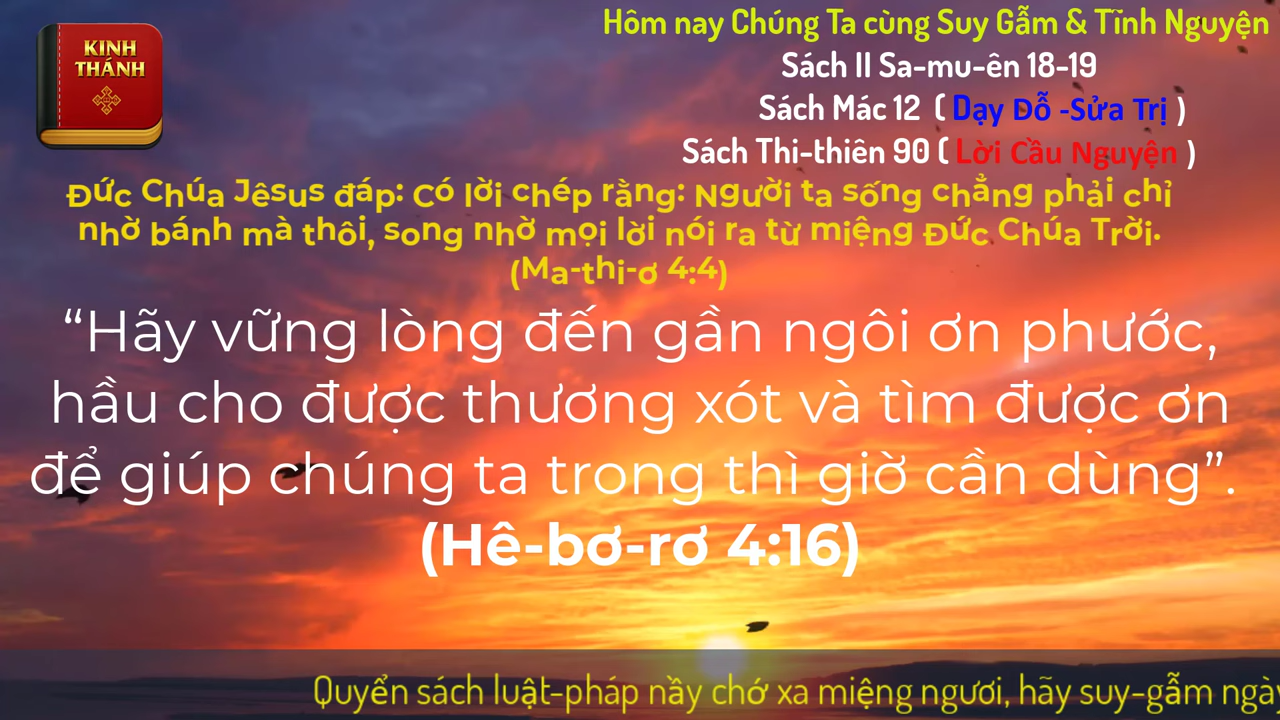 KINH
THÁNH
Hôm nay Chúng Ta cùng Suy Gẫm & Tĩnh Nguyện
Sách II Sa-mu-ên 18-19
Sách Mác 12 ( Dạy Đỗ -Sửa Trị )
Sách Thi-thiên 90 ( Lời Cầu Nguyện )
Đức Chúa Jêsus đáp: Có lời chép rằng: Người ta sống chẳng phải chỉ
nhờ bánh mà thôi, song nhờ mọi lời nói ra từ miệng Đức Chúa Trời.
(Ma-thi-ơ 4:4)
“Hãy vững lòng đến gần ngôi ơn phước,
hầu cho được thương xót và tìm được ơn
để giúp chúng ta trong thì giờ cần dùng”.
(Hê-bơ-rơ 4:16)
Quyển sách luật-pháp nầy chớ xa miệng ngươi, hãy suy-gẫm ngày